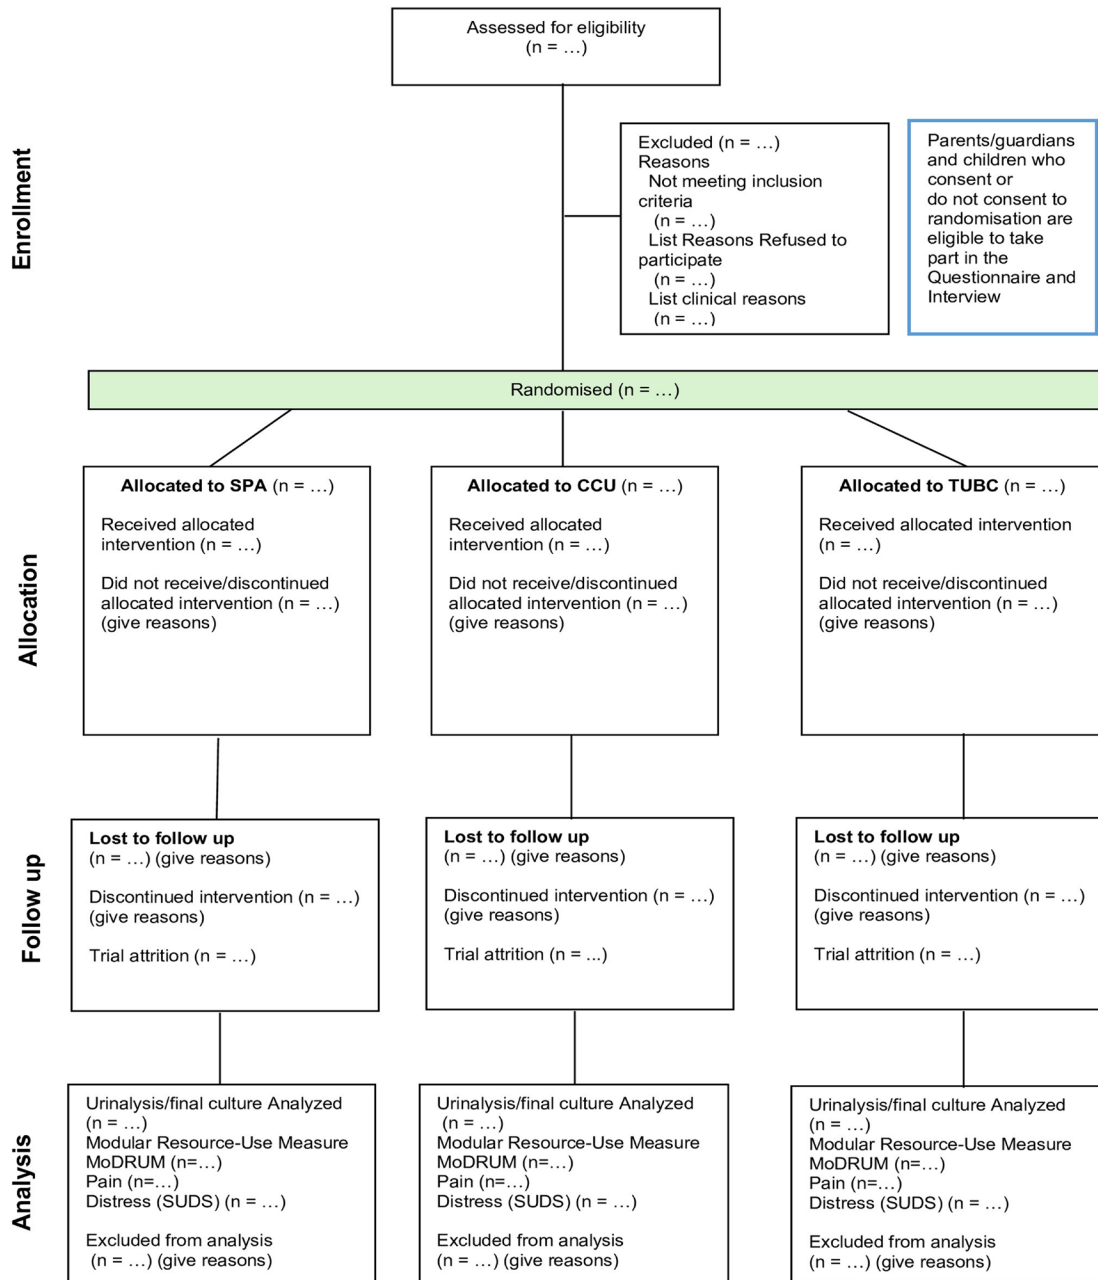 Assessed for eligibility
(n = …)
Enrollment
Excluded (n = …)
Reasons
Not meeting inclusion
criteria
(n = …)
List Reasons Refused to
participate
(n = …)
List clinical reasons
(n = …)
Parents/guardians
and children who
consent or
do not consent to
randomisation are
eligible to take
part in the
Questionnaire and
Interview
Randomised (n = …)
Allocation
Allocated to SPA (n = …)
Received allocated
intervention (n = …)
Did not receive/discontinued
allocated intervention (n = …)
(give reasons)
Allocated to CCU (n = …)
Received allocated
intervention (n = …)
Did not receive/discontinued
allocated intervention (n = …)
(give reasons)
Allocated to TUBC (n = …)
Received allocated intervention
(n = …)
Did not receive/discontinued
allocated intervention (n = …)
(give reasons)
Follow up
Lost to follow up
(n = …) (give reasons)
Discontinued intervention (n = …)
(give reasons)
Trial attrition (n = …)
Lost to follow up
(n = …) (give reasons)
Discontinued intervention (n = …)
(give reasons)
Trial attrition (n = ...)
Lost to follow up
(n = …) (give reasons)
Discontinued intervention (n = …)
(give reasons)
Trial attrition (n = …)
Analysis
Urinalysis/final culture Analyzed
(n = …)
Modular Resource-Use Measure
MoDRUM (n=…)
Pain (n=…)
Distress (SUDS) (n = …)
Excluded from analysis
(n = …) (give reasons)
Urinalysis/final culture Analyzed
(n = …)
Modular Resource-Use Measure
MoDRUM (n=…)
Pain (n=…)
Distress (SUDS) (n = …)
Excluded from analysis
(n = …) (give reasons)
Urinalysis/final culture Analyzed
(n = …)
Modular Resource-Use Measure
MoDRUM (n=…)
Pain (n=…)
Distress (SUDS) (n = …)
Excluded from analysis
(n = …) (give reasons)